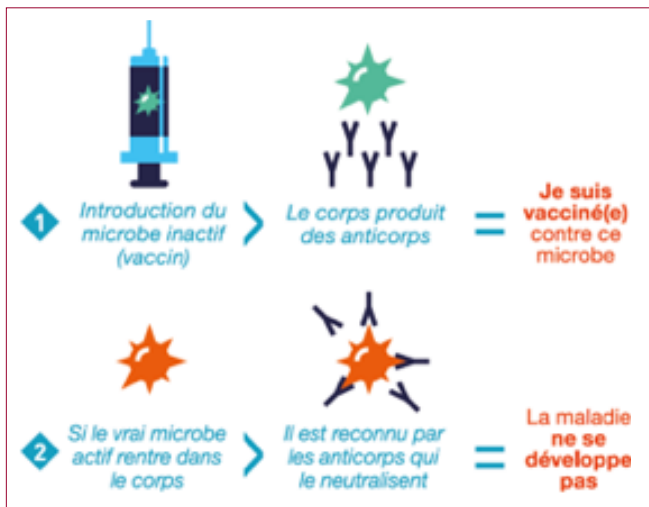 1
Introduction du
microbe inactif
(vaccin)
>
Le corps produit
des anticorps
=
Je suis
vacciné(e)
contre ce
microbe
2
Si le vrai microbe
actif rentre dans
le corps
>
Il est reconnu par
les anticorps qui
le neutralisent
=
La maladie
ne se
développe
pas